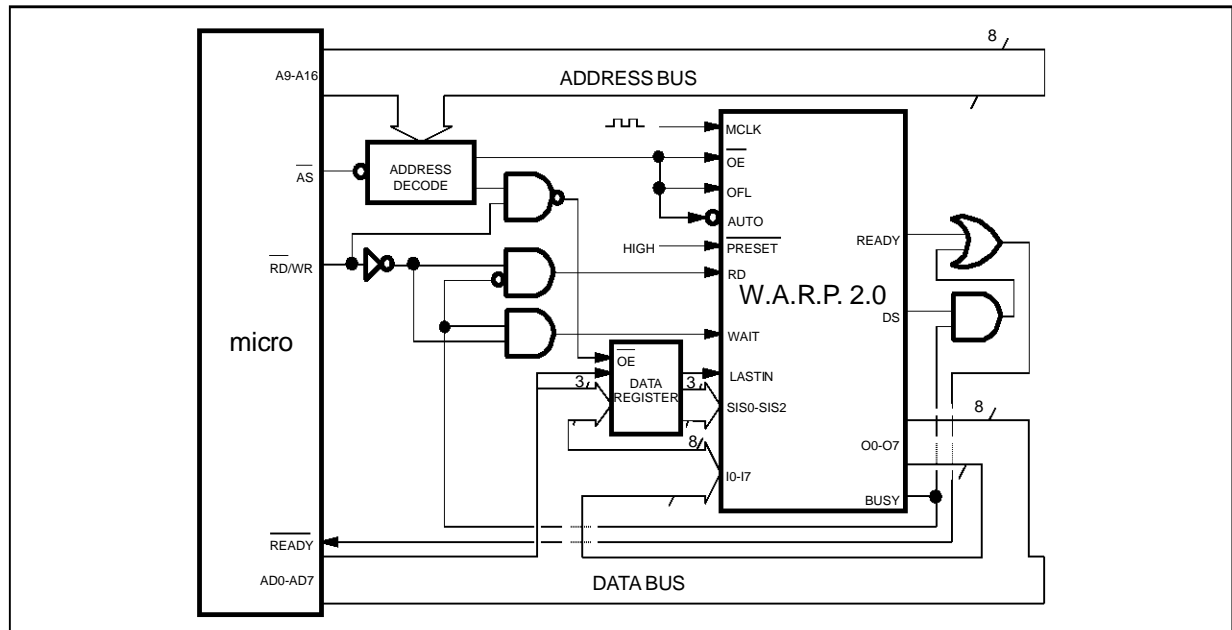 8
A9-A16
ADDRESS BUS
MCLK
AS
ADDRESS
DECODE
OE
OFL
AUTO
READY
HIGH
PRESET
RD/WR
RD
W.A.R.P. 2.0
DS
micro
WAIT
OE
DATA
REGISTER
3
3
LASTIN
SIS0-SIS2
8
8
O0-O7
I0-I7
BUSY
READY
AD0-AD7
DATA BUS